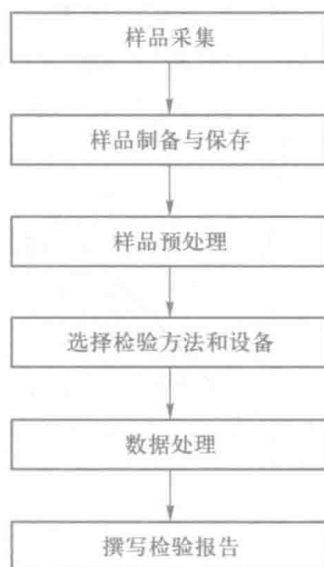 样品采集
样品制备与保存
样品预处理
选择检验方法和设备
数据处理
撰写检验报告